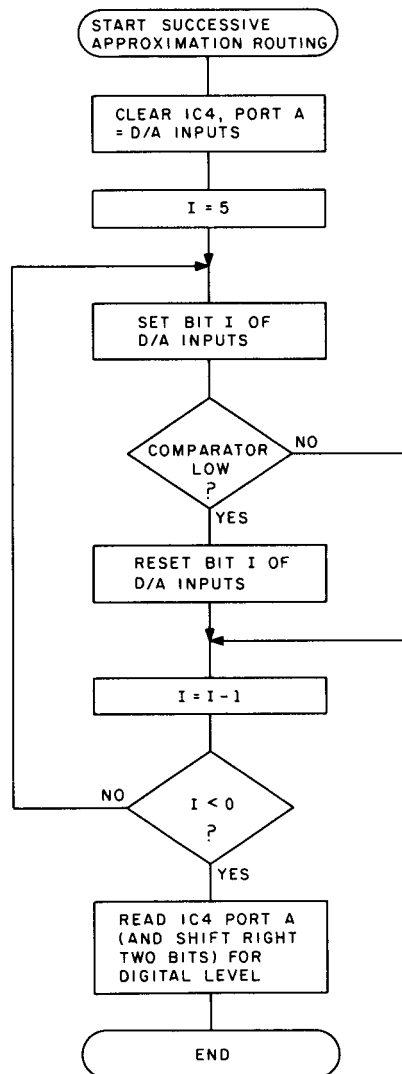 START SUCCESSIVE
APPROXIMATION ROUTING
CLEAR IC4, PORT A
= D/A INPUTS
I = 5
SET BIT I OF
D/A INPUTS
COMPARATOR
LOW
?
NO
YES
RESET BIT I OF
D/A INPUTS
I = I-1
NO
I < 0
?
YES
READ IC4 PORT A
(AND SHIFT RIGHT
TWO BITS) FOR
DIGITAL LEVEL
END